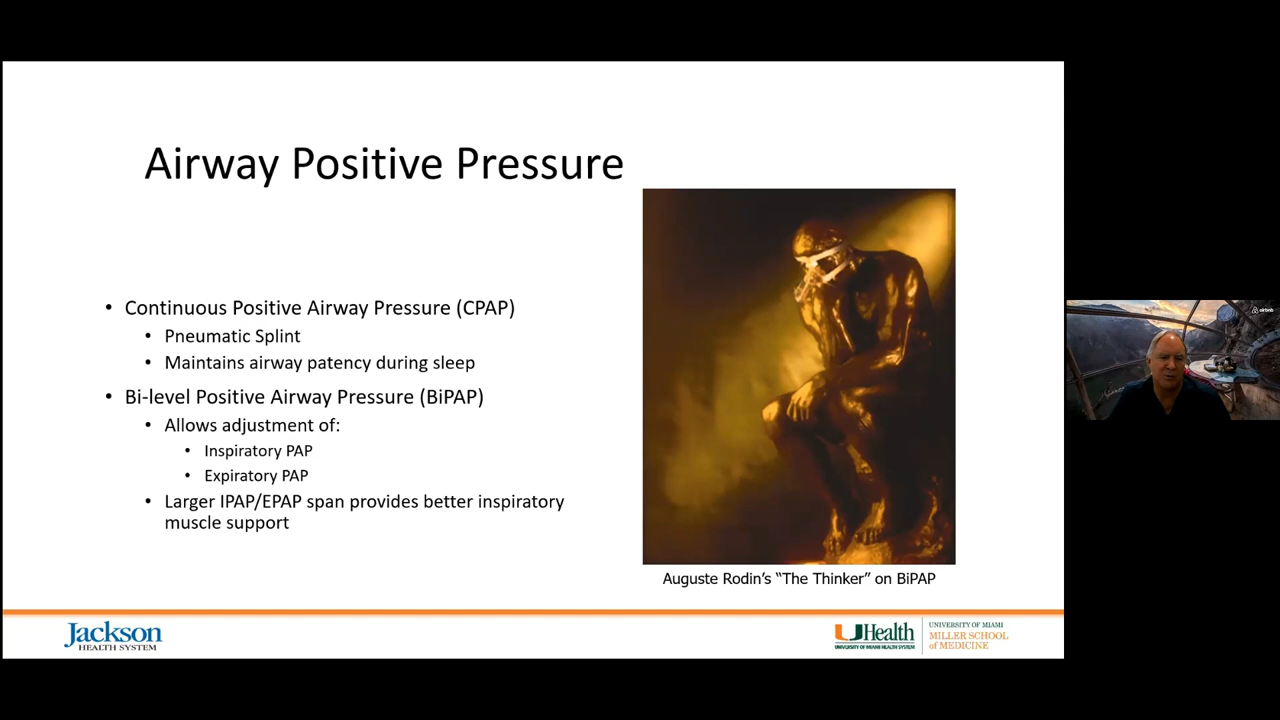 Airway Positive Pressure
• Continuous Positive Airway Pressure (CPAP)
• Pneumatic Splint
• Maintains airway patency during sleep
• Bi-level Positive Airway Pressure (BiPAP)
• Allows adjustment of:
• Inspiratory PAP
• Expiratory PAP
• Larger IPAP/EPAP span provides better inspiratory
muscle support
Auguste Rodin's “The Thinker” on BiPAP
Jackson
HEALTH SYSTEM
UHealth
UNIVERSITY OF MIAMI HEALTH SYSTEM
UNIVERSITY OF MIAMI
MILLER SCHOOL
of MEDICINE
airbnb